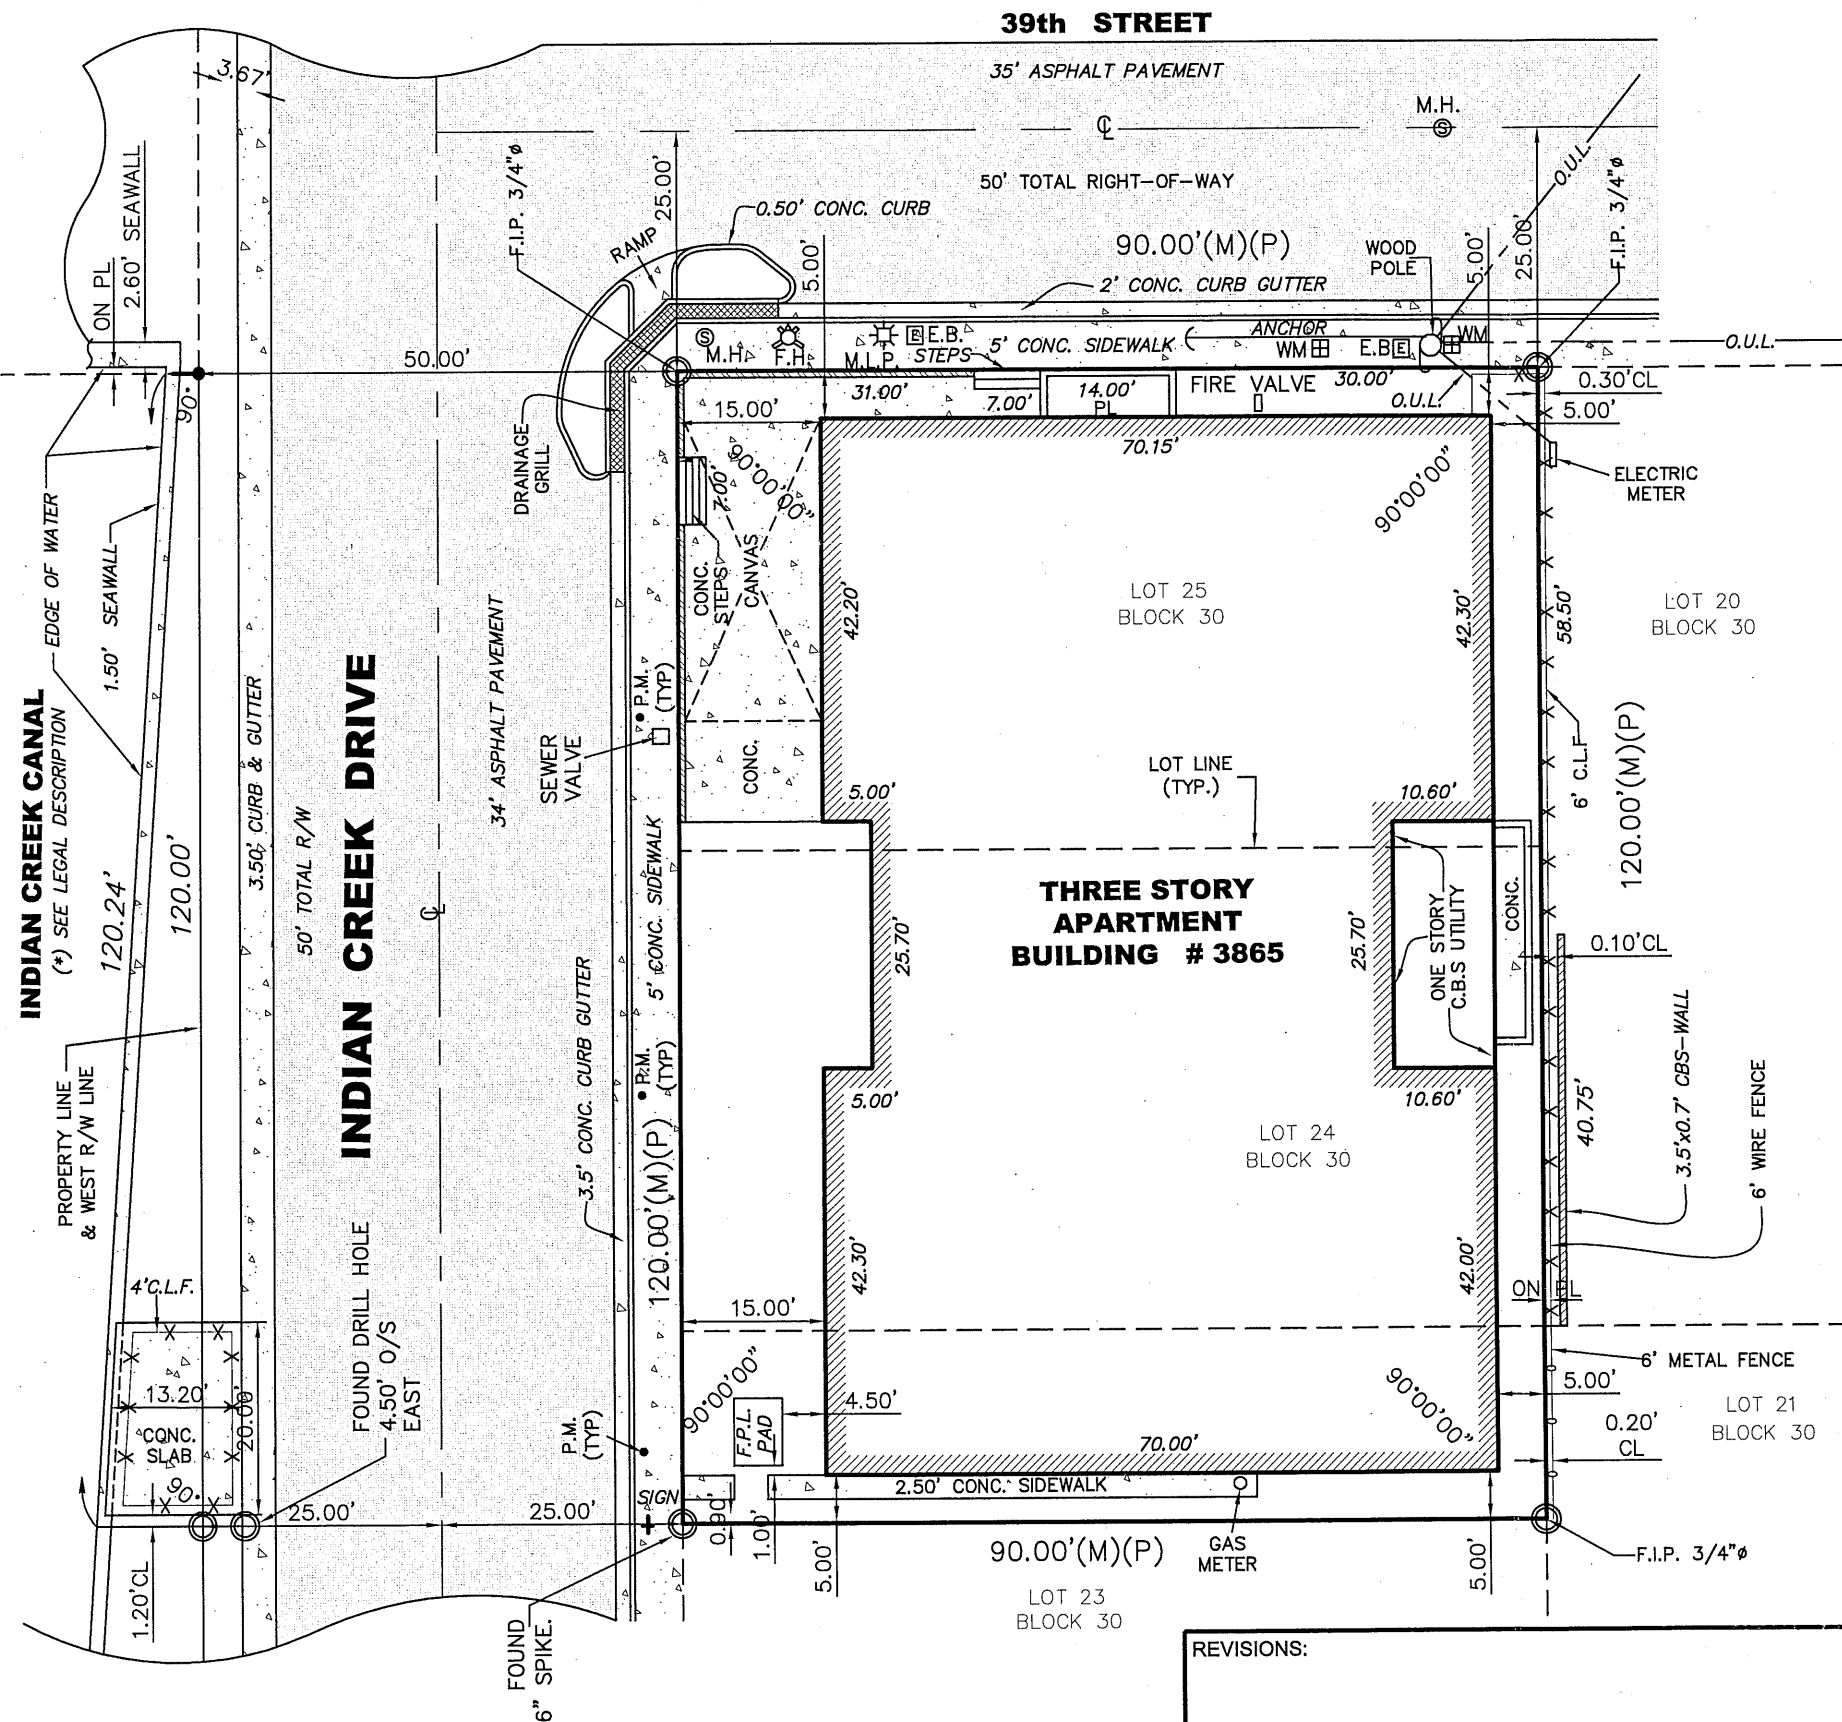 39th STREET
35' ASPHALT PAVEMENT
M.H.
S
3.67'
C L
F.I.P. 3/4"ø
25.00'
50' TOTAL RIGHT-OF-WAY
O.U.L.
F.I.P. 3/4"ø
0.50' CONC. CURB
RAMP
5.00'
90.00'(M)(P)
WOOD
POLE
5.00'
25.00'
2' CONC. CURB GUTTER
ON PL
2.60' SEAWALL
50.00'
S
M.H.
F.H.
M.L.P.
E
E.B.
STEPS
5' CONC. SIDEWALK
ANCHOR
WM
E.B
E
WM
O.U.L.
90°
31.00'
7.00'
14.00'
PL
FIRE VALVE
30.00'
O.U.L.
0.30'CL
5.00'
15.00'
70.15'
DRAINAGE
GRILL
7.00'
90°00'00"
90°00'00"
ELECTRIC
METER
EDGE OF WATER
1.50' SEAWALL
INDIAN CREEK CANAL
(*) SEE LEGAL DESCRIPTION
120.24'
120.00'
3.50' CURB & GUTTER
50' TOTAL R/W
INDIAN CREEK DRIVE
C L
34' ASPHALT PAVEMENT
CONC.
STEPS
CANVAS
42.20'
LOT 25
BLOCK 30
42.30'
58.50'
LOT 20
BLOCK 30
P.M.
(TYP)
SEWER
VALVE
CONC.
LOT LINE
(TYP.)
6' C.L.F
120.00'(M)(P)
5.00'
10.60'
5' CONC. SIDEWALK
THREE STORY
APARTMENT
BUILDING # 3865
25.70'
25.70'
ONE STORY
C.B.S UTILITY
CONC.
0.10'CL
3.5' CONC. CURB GUTTER
P.M.
(TYP)
5.00'
10.60'
40.75'
3.5'x0.7' CBS-WALL
6' WIRE FENCE
PROPERTY LINE
& WEST R/W LINE
LOT 24
BLOCK 30
120.00'(M)(P)
42.30'
42.00'
FOUND DRILL HOLE
4.50' O/S
EAST
4'C.L.F.
15.00'
ON PL
6' METAL FENCE
5.00'
13.20'
20.00'
CONC.
SLAB
90°
90°00'00"
F.P.L.
PAD
4.50'
90°00'00"
LOT 21
BLOCK 30
0.20'
CL
P.M.
(TYP)
70.00'
2.50' CONC. SIDEWALK
SIGN
25.00'
25.00'
0.90'
1.00'
5.00'
90.00'(M)(P)
GAS
METER
5.00'
F.I.P. 3/4"ø
1.20'CL
FOUND
6" SPIKE.
LOT 23
BLOCK 30
REVISIONS: